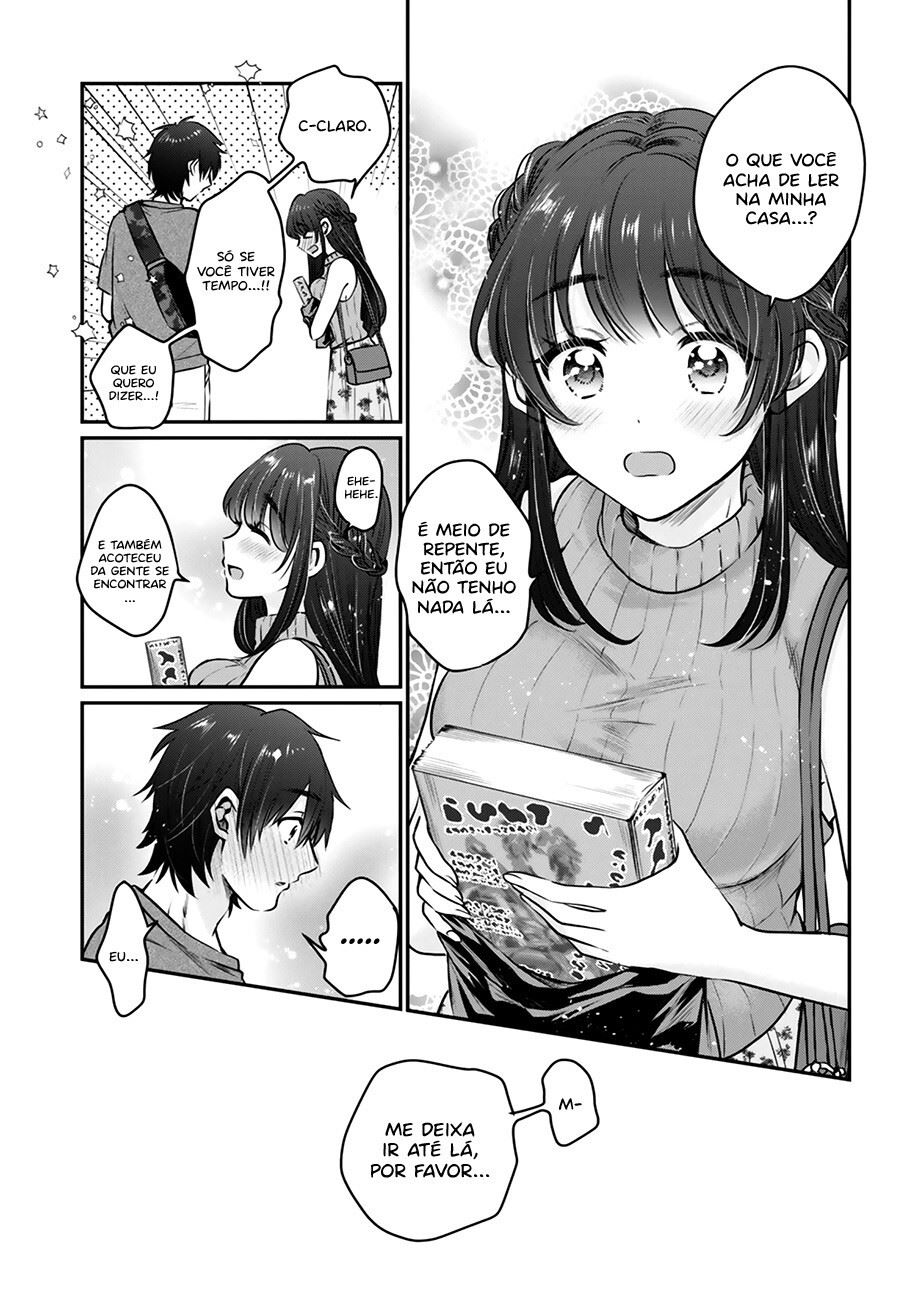 O QUE VOCÊ
ACHA DE LER
NA MINHA
CASA...?
É MEIO DE
REPENTE,
ENTÃO EU
NÃO TENHO
NADA LÁ...
C-CLARO.
SÓ SE
VOCÊ TIVER
TEMPO...!!
QUE EU
QUERO
DIZER...!
EHE-
HEHE.
E TAMBÉM
ACOTECEU
DA GENTE SE
ENCONTRAR
...
.....
EU...
M-
ME DEIXA
IR ATÉ LÁ,
POR FAVOR...